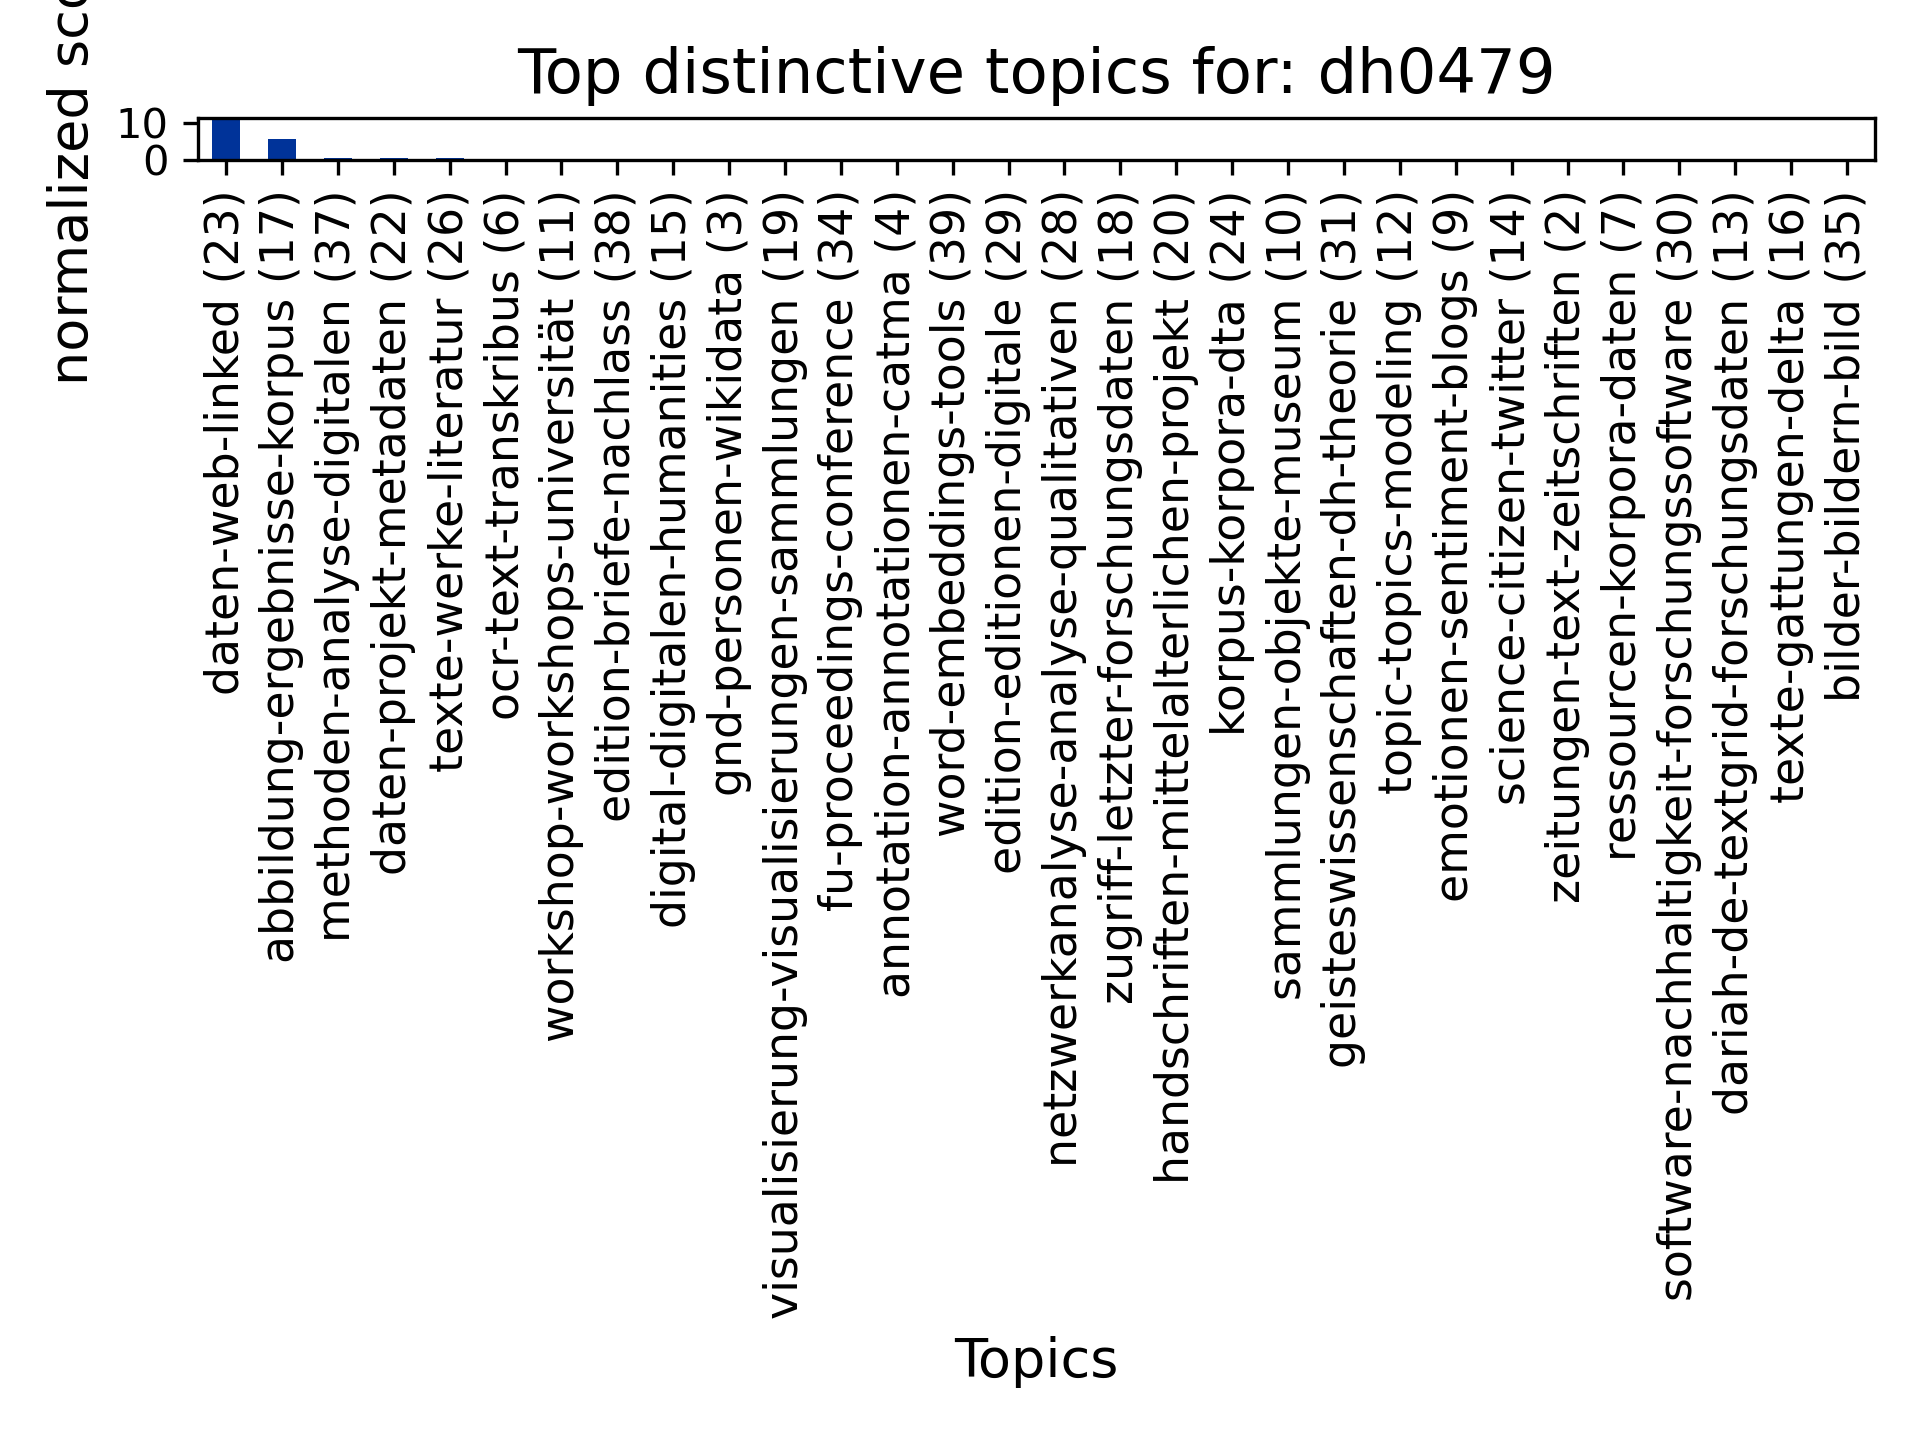 Top distinctive topics for: dh0479
normalized
10
0
daten-web-linked (23)
abbildung-ergebnisse-korpus (17)
methoden-analyse-digitalen (37)
daten-projekt-metadaten (22)
texte-werke-literatur (26)
ocr-text-transkribus (6)
workshop-workshops-universität (11)
edition-briefe-nachlass (38)
digital-digitalen-humanities (15)
gnd-personen-wikidata (3)
visualisierung-visualisierungen-sammlungen (19)
fu-proceedings-conference (34)
annotation-annotationen-catma (4)
word-embeddings-tools (39)
edition-editionen-digitale (29)
netzwerkanalyse-analyse-qualitativen (28)
zugriff-letzter-forschungsdaten (18)
handschriften-mittelalterlichen-projekt (20)
korpus-korpora-dta (24)
sammlungen-objekte-museum (10)
geisteswissenschaften-dh-theorie (31)
topic-topics-modeling (12)
emotionen-sentiment-blogs (9)
science-citizen-twitter (14)
zeitungen-text-zeitschriften (2)
ressourcen-korpora-daten (7)
software-nachhaltigkeit-forschungssoftware (30)
dariah-de-textgrid-forschungsdaten (13)
texte-gattungen-delta (16)
bilder-bildern-bild (35)
Topics